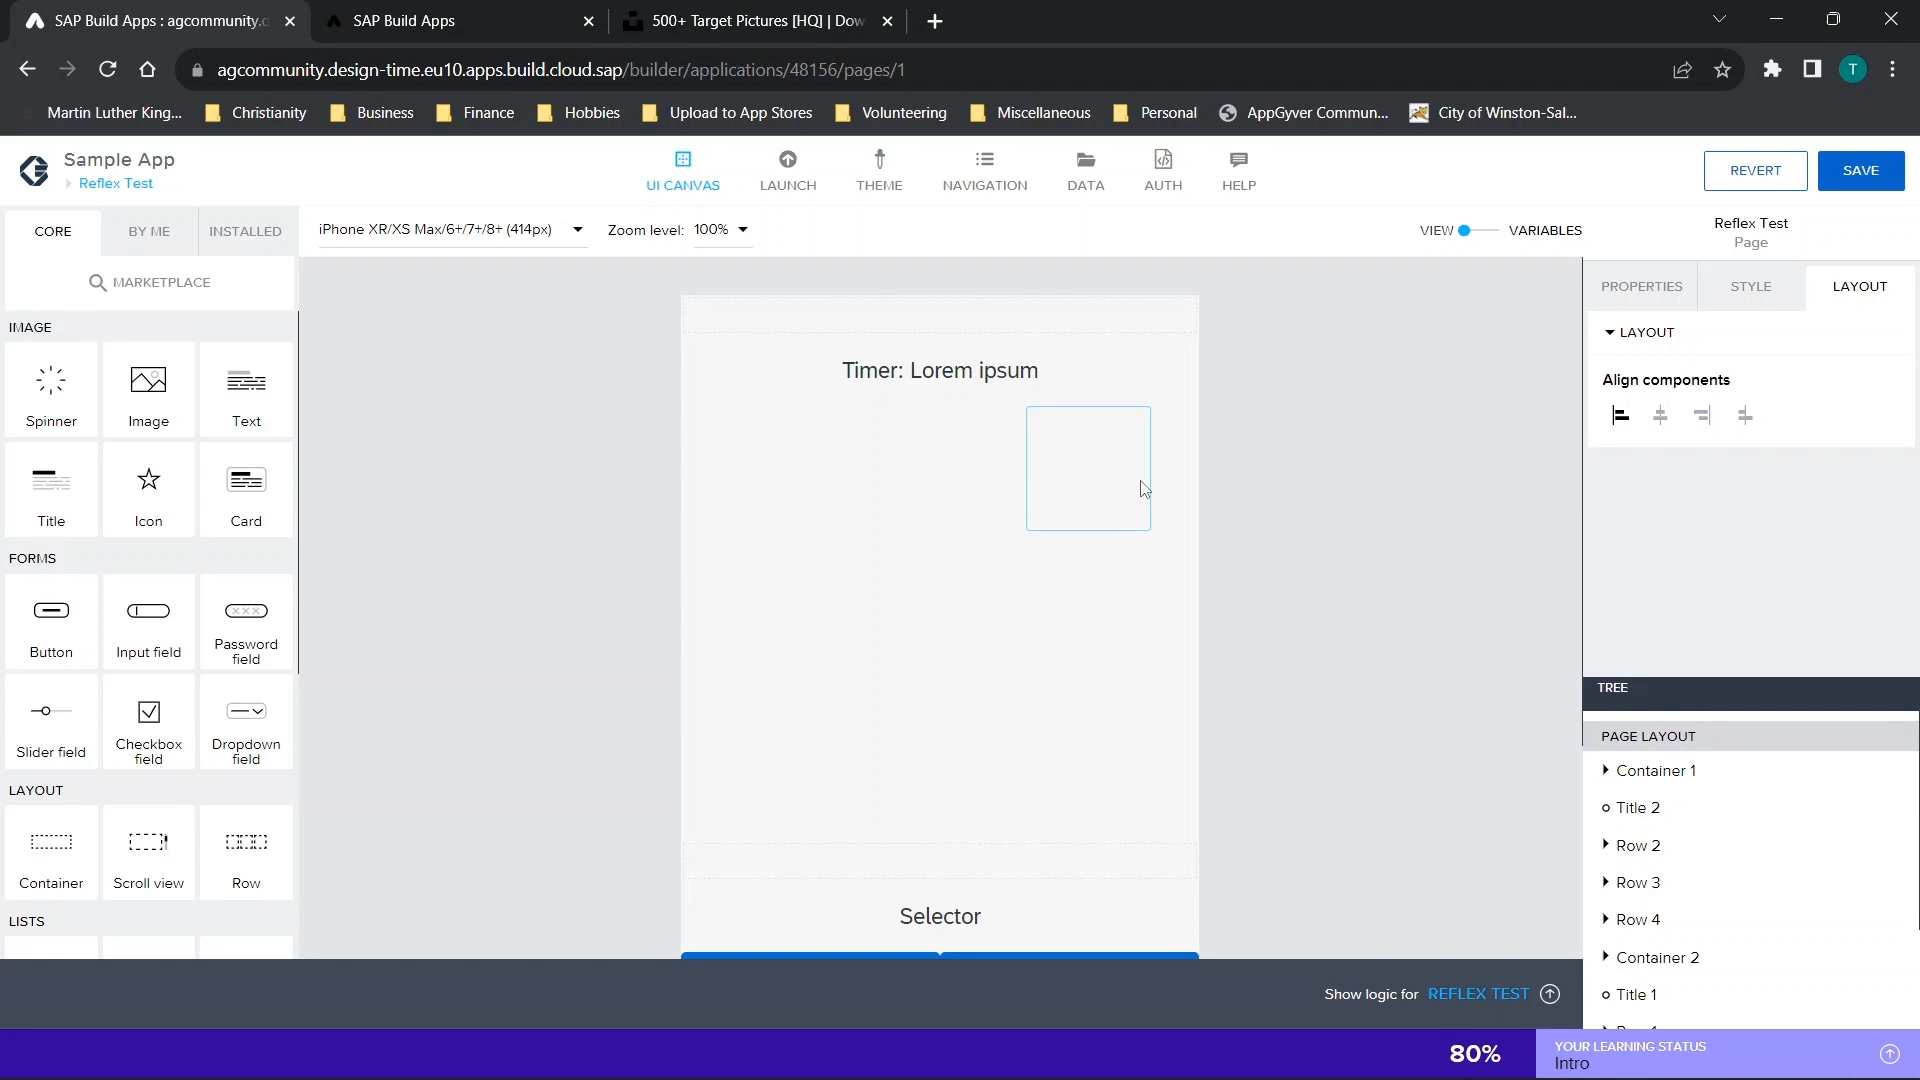 SAP Build Apps : agcommunity.c
SAP Build Apps
500+ Target Pictures [HQ] | Dow
agcommunity.design-time.eu10.apps.build.cloud.sap/builder/applications/48156/pages/1
T
Martin Luther King...
Christianity
Business
Finance
Hobbies
Upload to App Stores
Volunteering
Miscellaneous
Personal
AppGyver Commun...
City of Winston-Sal...
Sample App
Reflex Test
UI CANVAS
LAUNCH
THEME
NAVIGATION
DATA
AUTH
HELP
REVERT
SAVE
CORE
BY ME
INSTALLED
iPhone XR/XS Max/6+/7+/8+ (414px)
Zoom level: 100%
VIEW
VARIABLES
Reflex Test
Page
MARKETPLACE
PROPERTIES
STYLE
LAYOUT
IMAGE
LAYOUT
Timer: Lorem ipsum
Align components
Spinner
Image
Text
Title
Icon
Card
FORMS
Button
Input field
Password
field
Slider field
Checkbox
field
Dropdown
field
TREE
PAGE LAYOUT
Container 1
Title 2
Row 2
Row 3
Row 4
Container 2
Title 1
LAYOUT
Container
Scroll view
Row
LISTS
Selector
Show logic for REFLEX TEST
80%
YOUR LEARNING STATUS
Intro